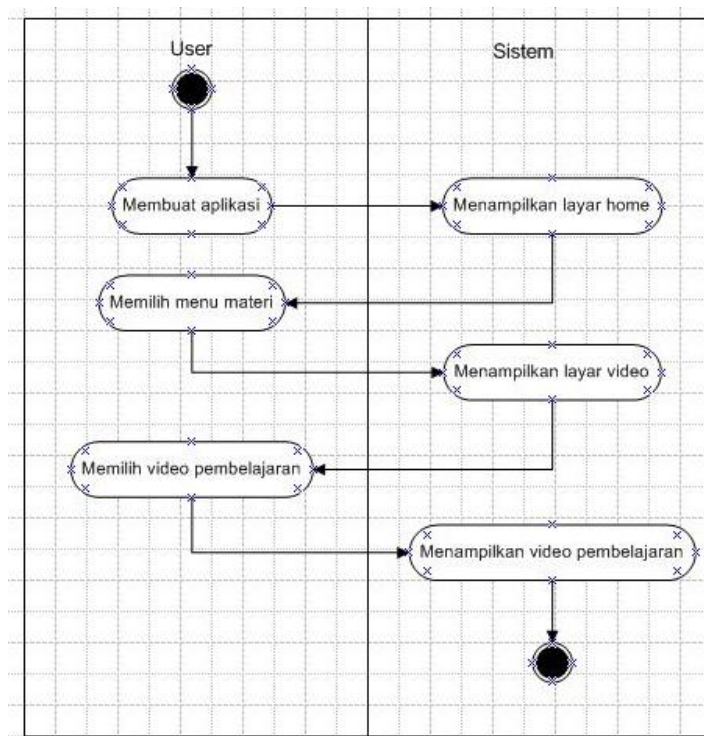 User
Sistem
Membuat aplikasi
Menampilkan layar home
Memilih menu materi
Menampilkan layar video
Memilih video pembelajaran
Menampilkan video pembelajaran